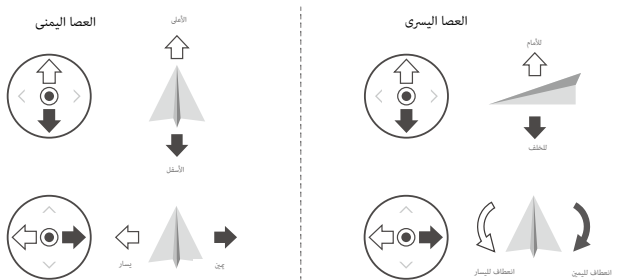 العصا اليسرى
للأمام
للخلف
انعطاف لليمين
انعطاف لليسار
العصا اليمنى
الأعلى
الأسفل
يمين
يسار